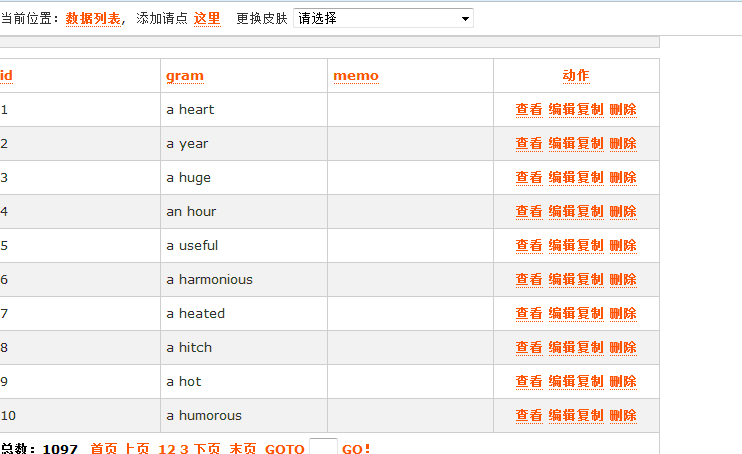 当前位置：数据列表， 添加请点 这里 更换皮肤 请选择
id gram memo 动作
1 a heart 查看 编辑复制 删除
2 a year 查看 编辑复制 删除
3 a huge 查看 编辑复制 删除
4 an hour 查看 编辑复制 删除
5 a useful 查看 编辑复制 删除
6 a harmonious 查看 编辑复制 删除
7 a heated 查看 编辑复制 删除
8 a hitch 查看 编辑复制 删除
9 a hot 查看 编辑复制 删除
10 a humorous 查看 编辑复制 删除
总数：1097 首页 上页 1 2 3 下页 末页 GOTO GO！